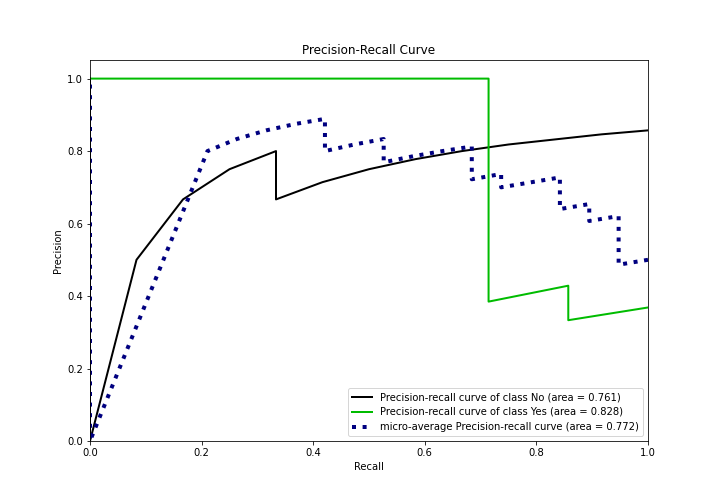 Precision-Recall Curve
1.0
0.8
0.6
0.4
0.2
0.0
Precision
0.0 0.2 0.4 0.6 0.8 1.0
Recall
Precision-recall curve of class No (area = 0.761)
Precision-recall curve of class Yes (area = 0.828)
micro-average Precision-recall curve (area = 0.772)